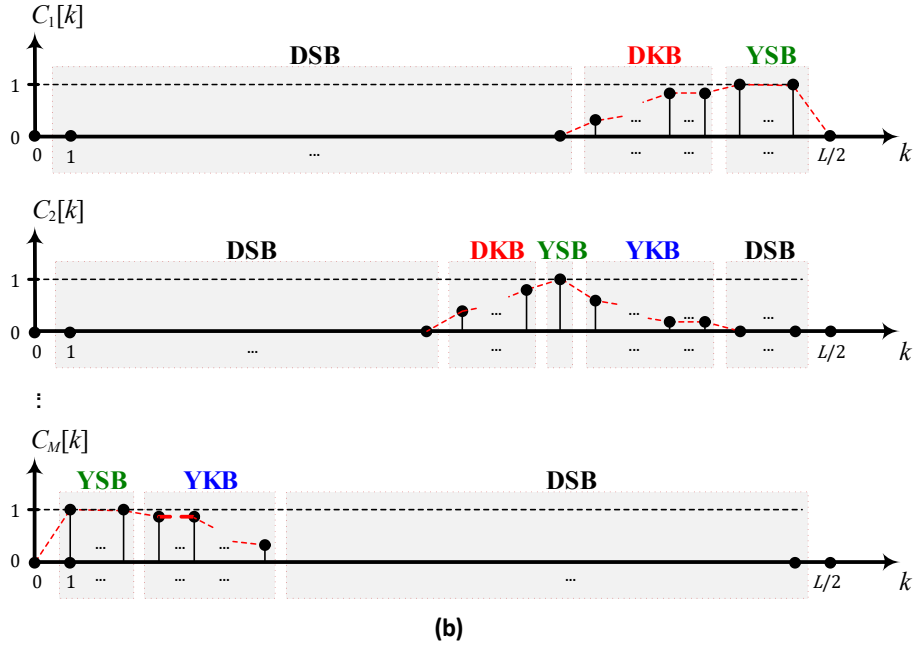 C₁[k]
DSB DKB YSB
1
... ...
0
0 1 ... ... ... ... L/2 k
C₂[k]
DSB DKB YSB YKB DSB
1
... ... ... ...
0
0 1 ... ... ... ... ... L/2 k
⋮
C_M[k]
YSB YKB DSB
1
... ... ...
0
0 1 ... ... ... ... L/2 k
(b)